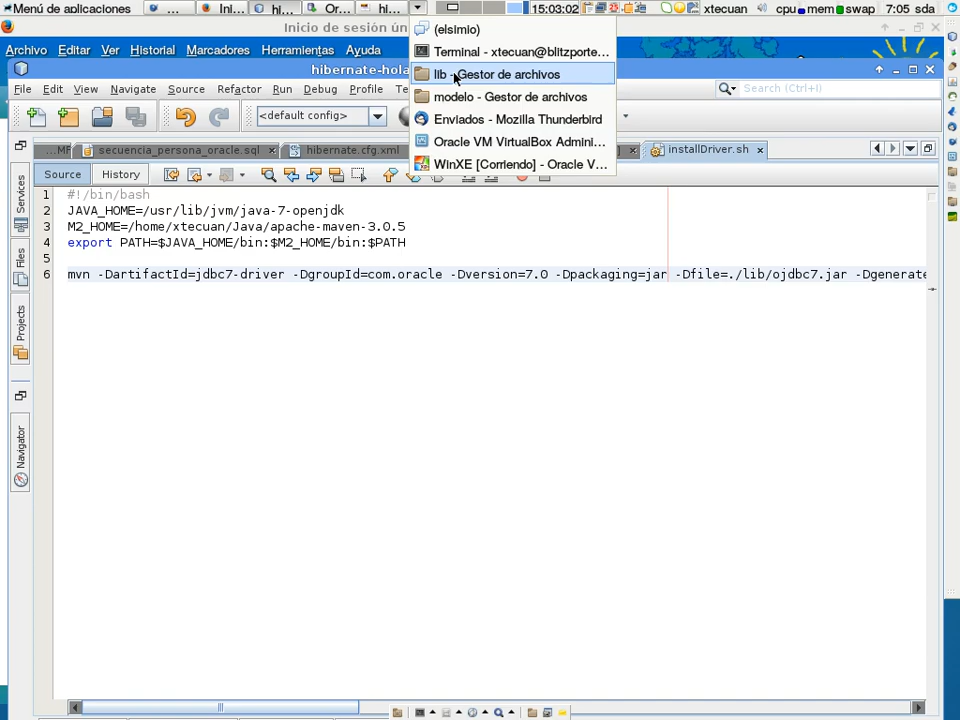 Menú de aplicaciones ... Ini... hi... Or... hi... 15:03:02 xtecuan cpu mem swap 7:05 sda
Inicio de sesión ún
Archivo Editar Ver Historial Marcadores Herramientas Ayuda
hibernate-hola
File Edit View Navigate Source Refactor Run Debug Profile Te
Search (Ctrl+I)
<default config>
(elsimio)
Terminal - xtecuan@blitzporte...
lib - Gestor de archivos
modelo - Gestor de archivos
Enviados - Mozilla Thunderbird
Oracle VM VirtualBox Admini...
WinXE [Corriendo] - Oracle V...
...MF secuencia_persona_oracle.sql hibernate.cfg.xml installDriver.sh
Source History
Services
Files
Projects
Navigator
1 #!/bin/bash
2 JAVA_HOME=/usr/lib/jvm/java-7-openjdk
3 M2_HOME=/home/xtecuan/Java/apache-maven-3.0.5
4 export PATH=$JAVA_HOME/bin:$M2_HOME/bin:$PATH
5
6 mvn -DartifactId=jdbc7-driver -DgroupId=com.oracle -Dversion=7.0 -Dpackaging=jar -Dfile=./lib/ojdbc7.jar -Dgenerate